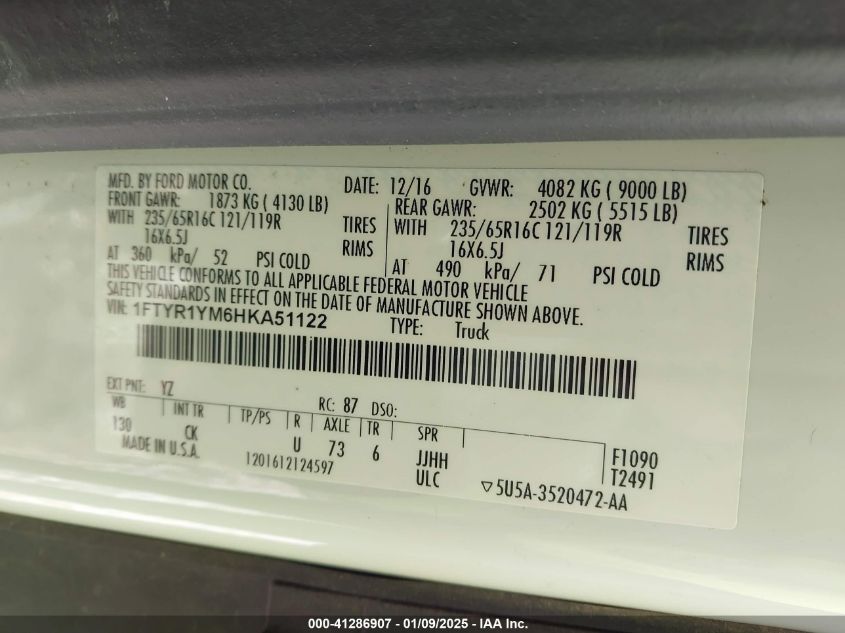 MFD. BY FORD MOTOR CO. DATE: 12/16 GVWR: 4082 KG ( 9000 LB)
FRONT GAWR: 1873 KG ( 4130 LB) REAR GAWR: 2502 KG ( 5515 LB)
WITH 235/65R16C 121/119R TIRES WITH 235/65R16C 121/119R TIRES
16X6.5J RIMS 16X6.5J RIMS
AT 360 kPa/ 52 PSI COLD AT 490 kPa/ 71 PSI COLD
THIS VEHICLE CONFORMS TO ALL APPLICABLE FEDERAL MOTOR VEHICLE
SAFETY STANDARDS IN EFFECT ON THE DATE OF MANUFACTURE SHOWN ABOVE.
VIN: 1FTYR1YM6HKA51122 TYPE: Truck
EXT PNT: YZ RC: 87 DSO:
WB INT TR TP/PS R AXLE TR SPR
130 CK U 73 6 JJHH F1090
MADE IN U.S.A. 1201612124597 ULC T2491
▽5U5A-3520472-AA
000-41286907 - 01/09/2025 - IAA Inc.